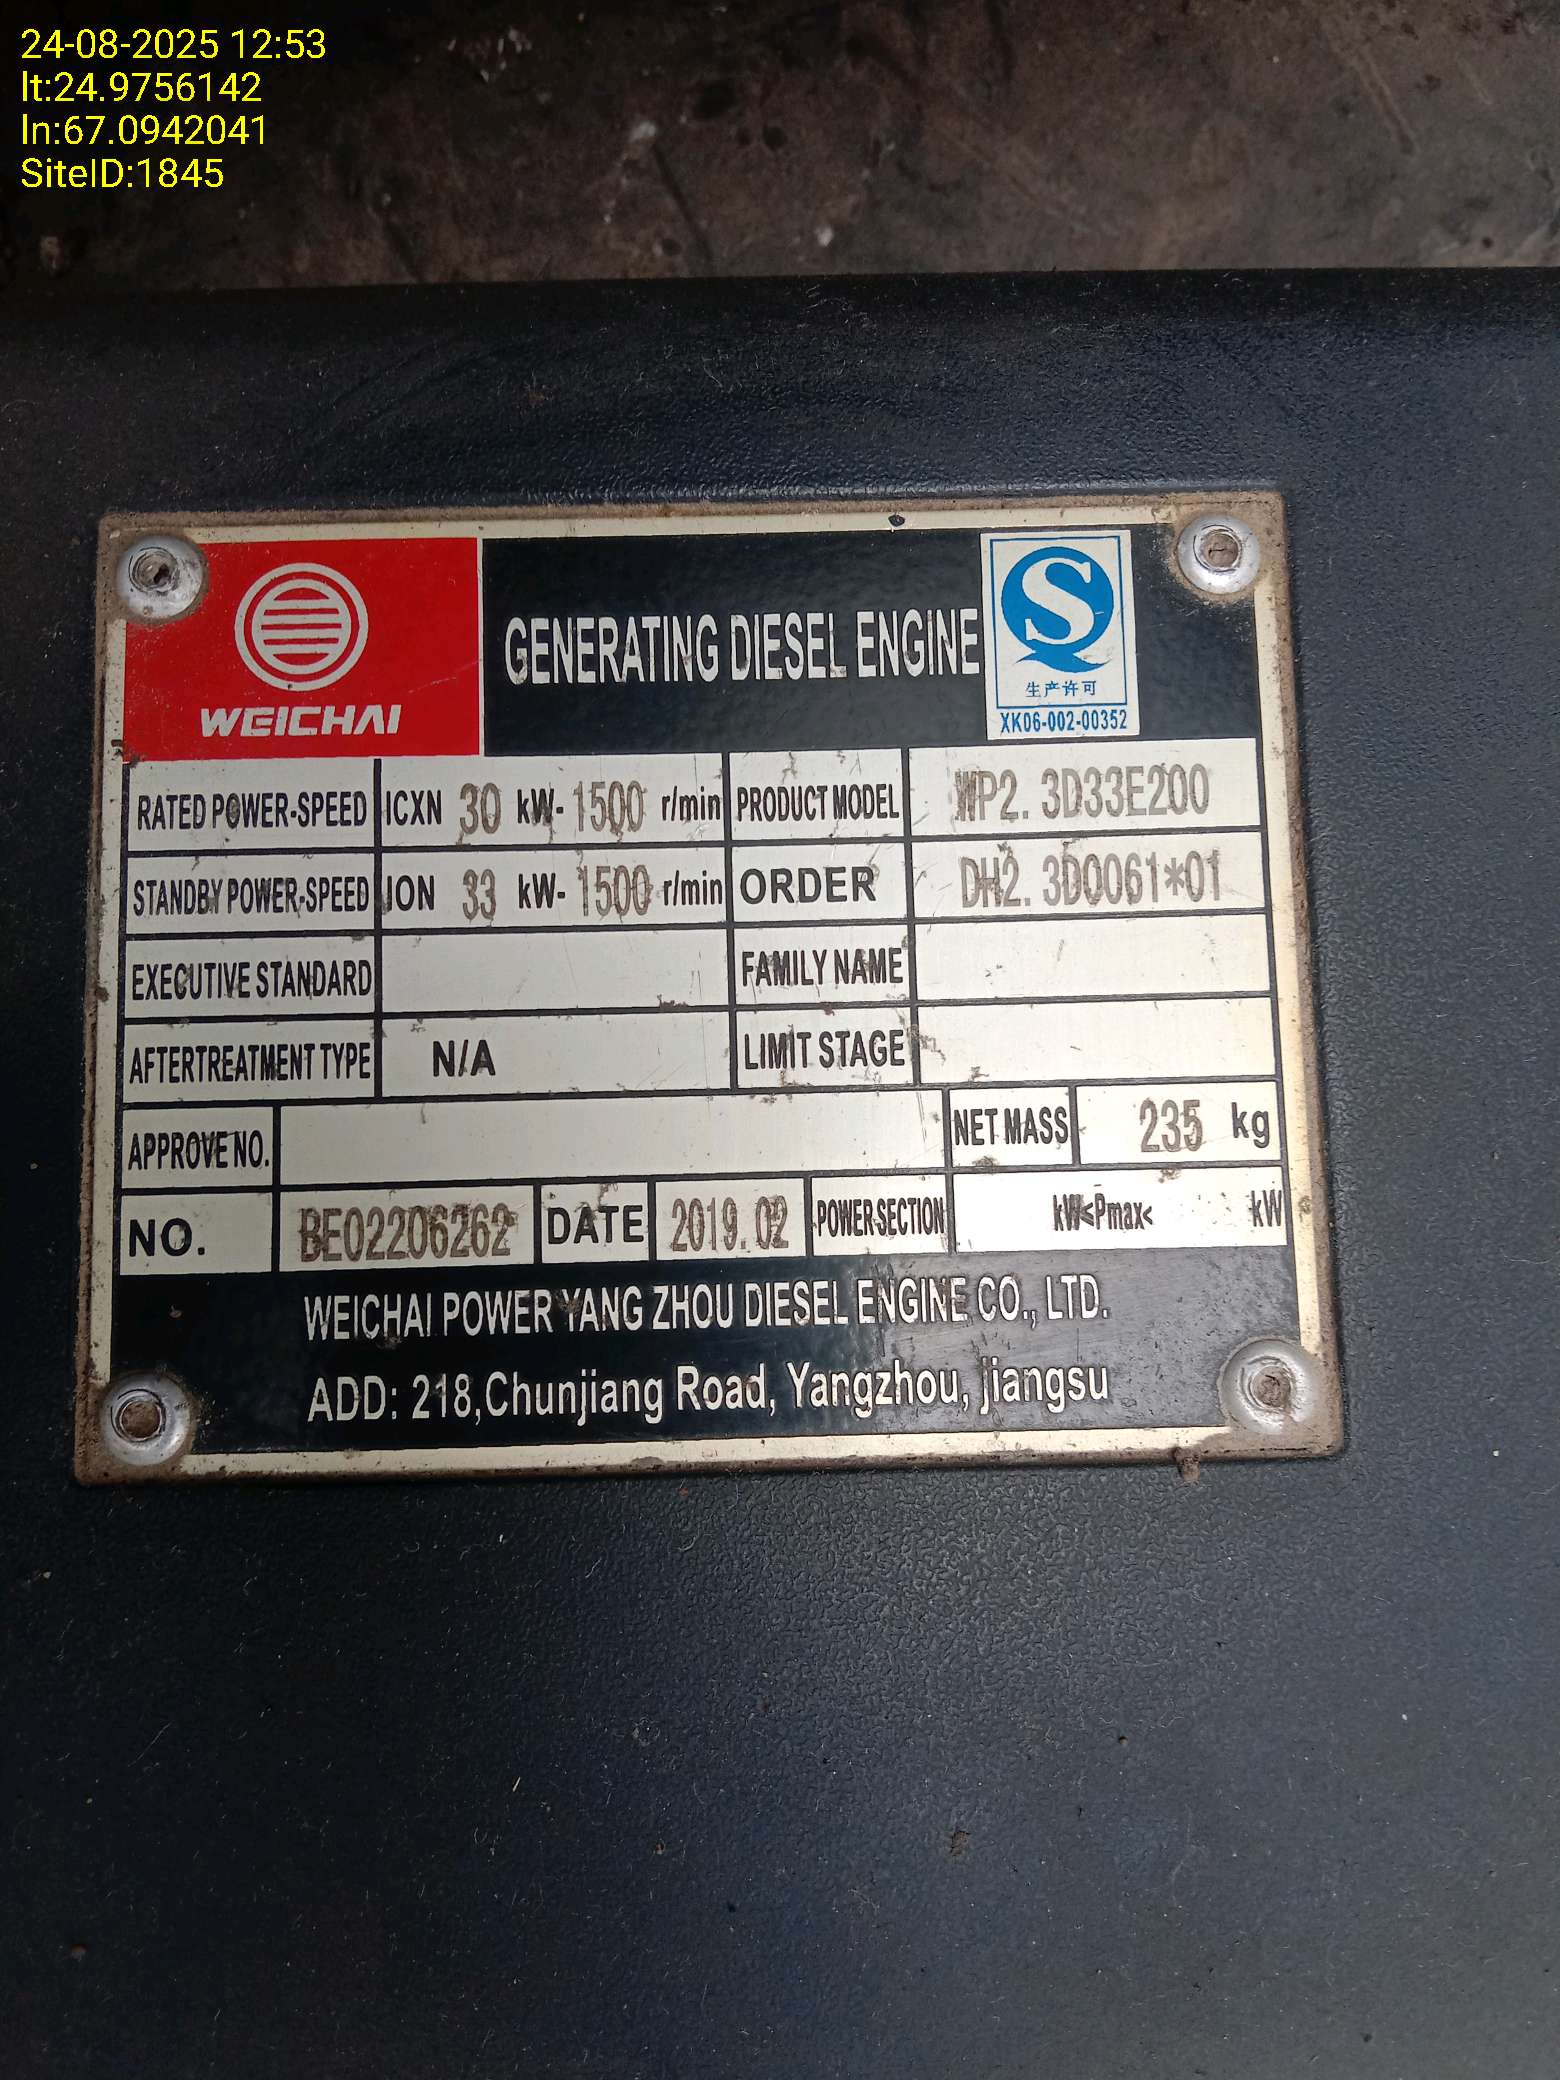 24-08-2025 12:53
lt:24.9756142
ln:67.0942041
SiteID:1845
WEICHAI
GENERATING DIESEL ENGINE
S
生产许可
XK06-002-00352
RATED POWER-SPEED ICXN 30 kW- 1500 r/min PRODUCT MODEL WP2. 3D33E200
STANDBY POWER-SPEED ION 33 kW- 1500 r/min ORDER DH2. 3D0061*01
EXECUTIVE STANDARD FAMILY NAME
AFTERTREATMENT TYPE N/A LIMIT STAGE
APPROVE NO. NET MASS 235 kg
NO. BE02206262 DATE 2019.02 POWER SECTION kW≤Pmax< kW
WEICHAI POWER YANG ZHOU DIESEL ENGINE CO., LTD.
ADD: 218,Chunjiang Road, Yangzhou, jiangsu